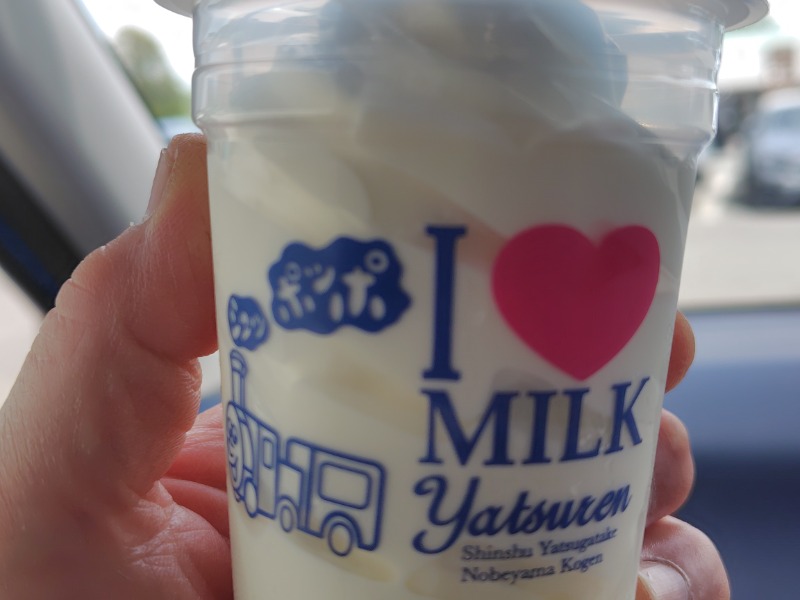 ポッポ
シュッ
I ♥
MILK
Yatsuren
Shinshu Yatsugatake
Nobeyama Kogen